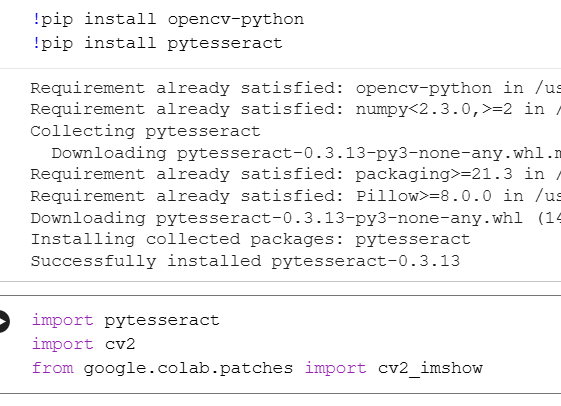 !pip install opencv-python
!pip install pytesseract
Requirement already satisfied: opencv-python in /us
Requirement already satisfied: numpy<2.3.0,>=2 in /
Collecting pytesseract
Downloading pytesseract-0.3.13-py3-none-any.whl.m
Requirement already satisfied: packaging>=21.3 in /
Requirement already satisfied: Pillow>=8.0.0 in /us
Downloading pytesseract-0.3.13-py3-none-any.whl (14
Installing collected packages: pytesseract
Successfully installed pytesseract-0.3.13
import pytesseract
import cv2
from google.colab.patches import cv2_imshow